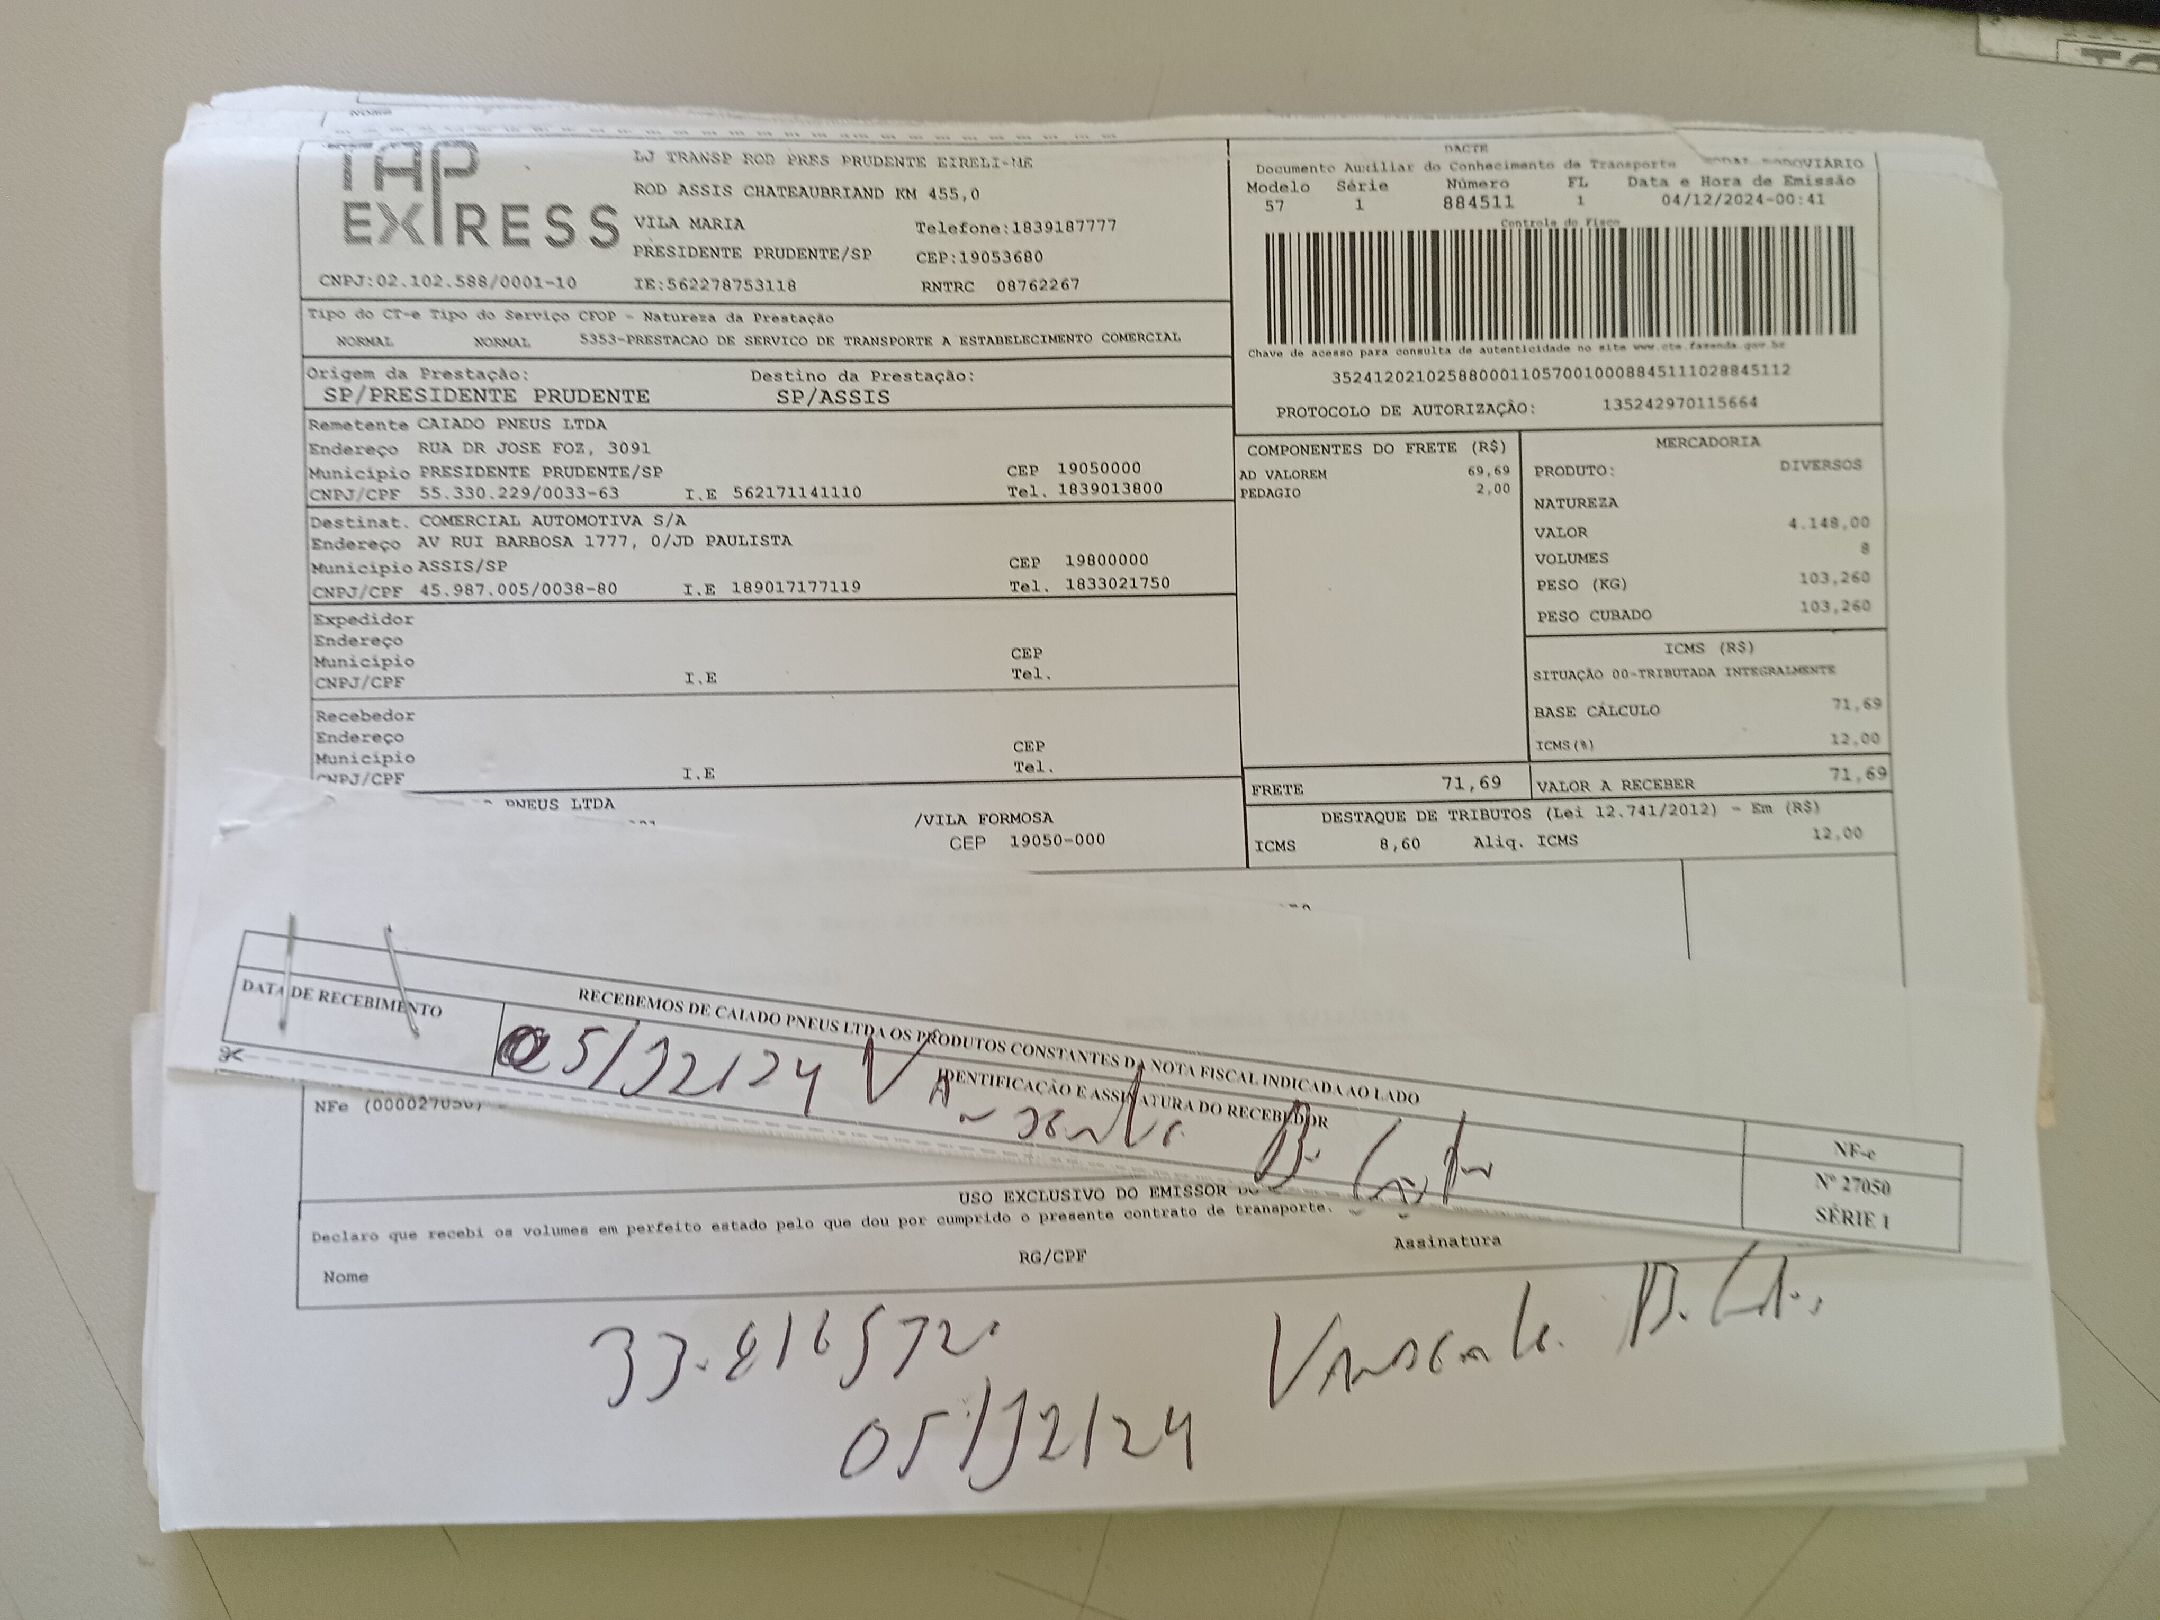 TAP EXPRESS
LJ TRANSP ROD PRES PRUDENTE EIRELI-ME
ROD ASSIS CHATEAUBRIAND KM 455,0
VILA MARIA Telefone:1839187777
PRESIDENTE PRUDENTE/SP CEP:19053680
CNPJ:02.102.588/0001-10 IE:562278753118 RNTRC 08762267
DACTE
Documento Auxiliar do Conhecimento de Transporte MODAL RODOVIÁRIO
Modelo Série Número FL Data e Hora de Emissão
57 1 884511 1 04/12/2024-00:41
Controle do Fisco
Chave de acesso para consulta de autenticidade no site www.cte.fazenda.gov.br
35241202102588000110570010008845111028845112
PROTOCOLO DE AUTORIZAÇÃO: 135242970115664
Tipo do CT-e Tipo do Serviço CFOP - Natureza da Prestação
NORMAL NORMAL 5353-PRESTACAO DE SERVICO DE TRANSPORTE A ESTABELECIMENTO COMERCIAL
Origem da Prestação: Destino da Prestação:
SP/PRESIDENTE PRUDENTE SP/ASSIS
Remetente CAIADO PNEUS LTDA
Endereço RUA DR JOSE FOZ, 3091
Município PRESIDENTE PRUDENTE/SP CEP 19050000
CNPJ/CPF 55.330.229/0033-63 I.E 562171141110 Tel. 1839013800
Destinat. COMERCIAL AUTOMOTIVA S/A
Endereço AV RUI BARBOSA 1777, 0/JD PAULISTA
Município ASSIS/SP CEP 19800000
CNPJ/CPF 45.987.005/0038-80 I.E 189017177119 Tel. 1833021750
Expedidor
Endereço
Município CEP
CNPJ/CPF I.E Tel.
Recebedor
Endereço
Município CEP
CNPJ/CPF I.E Tel.
PNEUS LTDA
/VILA FORMOSA
CEP 19050-000
COMPONENTES DO FRETE (R$)
AD VALOREM 69,69
PEDAGIO 2,00
FRETE 71,69
MERCADORIA
PRODUTO: DIVERSOS
NATUREZA
VALOR 4.148,00
VOLUMES 8
PESO (KG) 103,260
PESO CUBADO 103,260
ICMS (R$)
SITUAÇÃO 00-TRIBUTADA INTEGRALMENTE
BASE CÁLCULO 71,69
ICMS(%) 12,00
VALOR A RECEBER 71,69
DESTAQUE DE TRIBUTOS (Lei 12.741/2012) - Em (R$)
ICMS 8,60 Aliq. ICMS 12,00
RECEBEMOS DE CAIADO PNEUS LTDA OS PRODUTOS CONSTANTES DA NOTA FISCAL INDICADA AO LADO
DATA DE RECEBIMENTO IDENTIFICAÇÃO E ASSINATURA DO RECEBEDOR
05/12/24
NF-e
Nº 27050
SÉRIE 1
NFe (000027050)
USO EXCLUSIVO DO EMISSOR DO
Declaro que recebi os volumes em perfeito estado pelo que dou por cumprido o presente contrato de transporte.
Nome RG/CPF Assinatura
33.816572
05/12/24